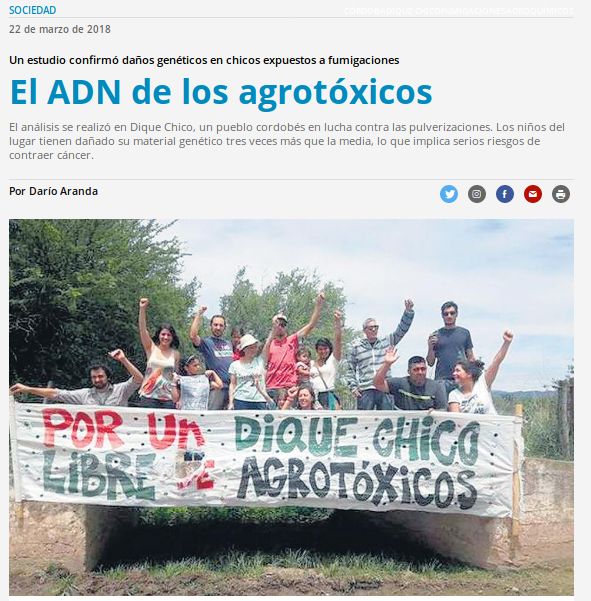 SOCIEDAD
22 de marzo de 2018
Un estudio confirmó daños genéticos en chicos expuestos a fumigaciones
El ADN de los agrotóxicos
El análisis se realizó en Dique Chico, un pueblo cordobés en lucha contra las pulverizaciones. Los niños del
lugar tienen dañado su material genético tres veces más que la media, lo que implica serios riesgos de
contraer cáncer.
Por Darío Aranda
POR UN DIQUE CHICO
LIBRE DE AGROTÓXICOS